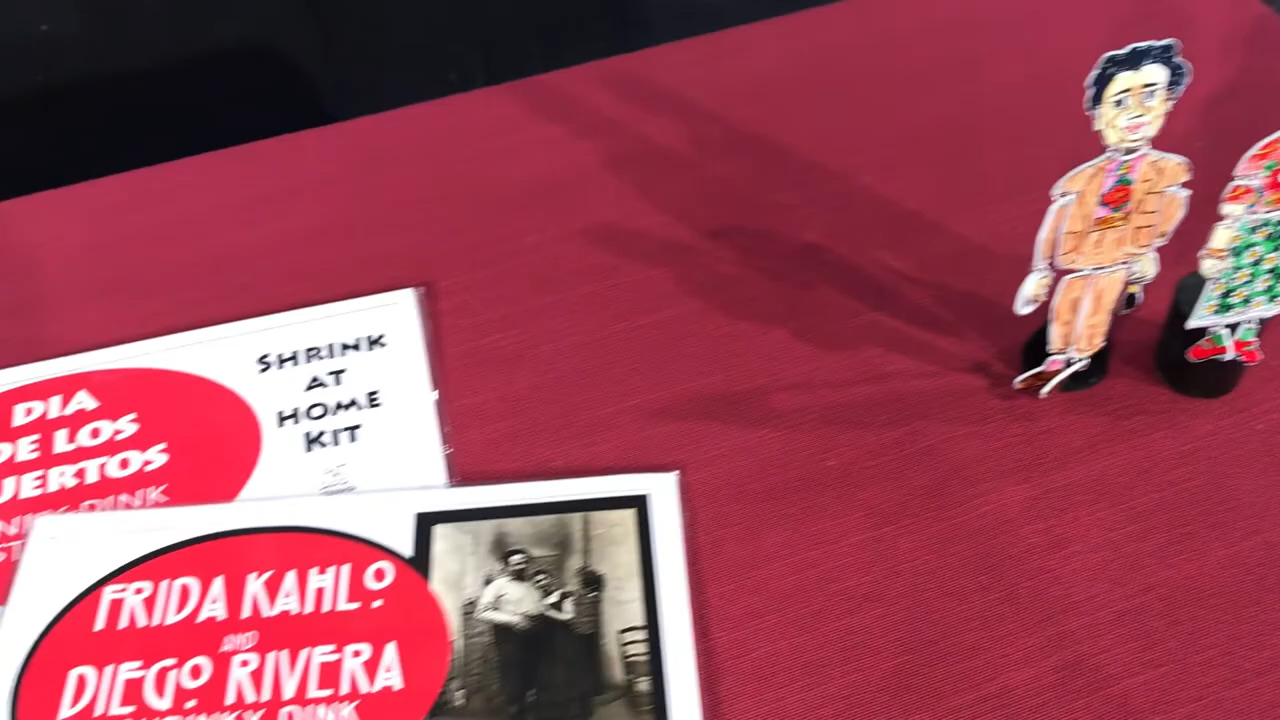 SHRINK
AT
HOME
KIT
DIA
DE LOS
UERTOS
FRIDA KAHLO
AND
DIEGO RIVERA